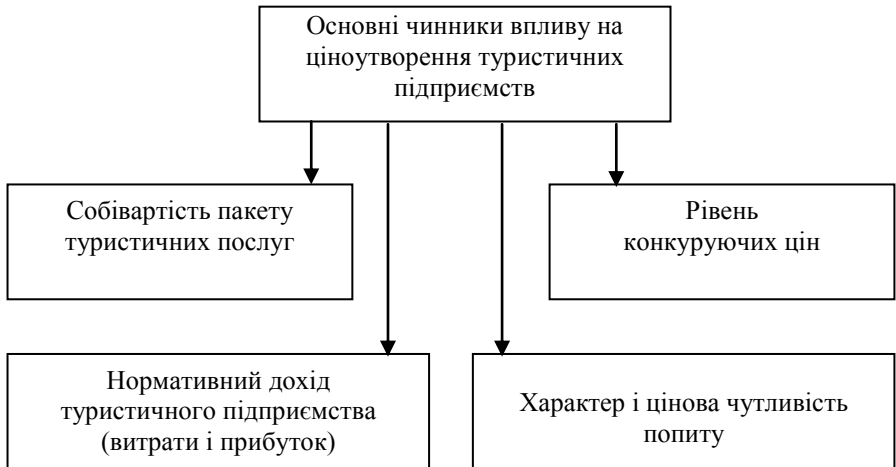 Основні чинники впливу на
ціноутворення туристичних
підприємств
Собівартість пакету
туристичних послуг
Рівень
конкуруючих цін
Нормативний дохід
туристичного підприємства
(витрати і прибуток)
Характер і цінова чутливість
попиту